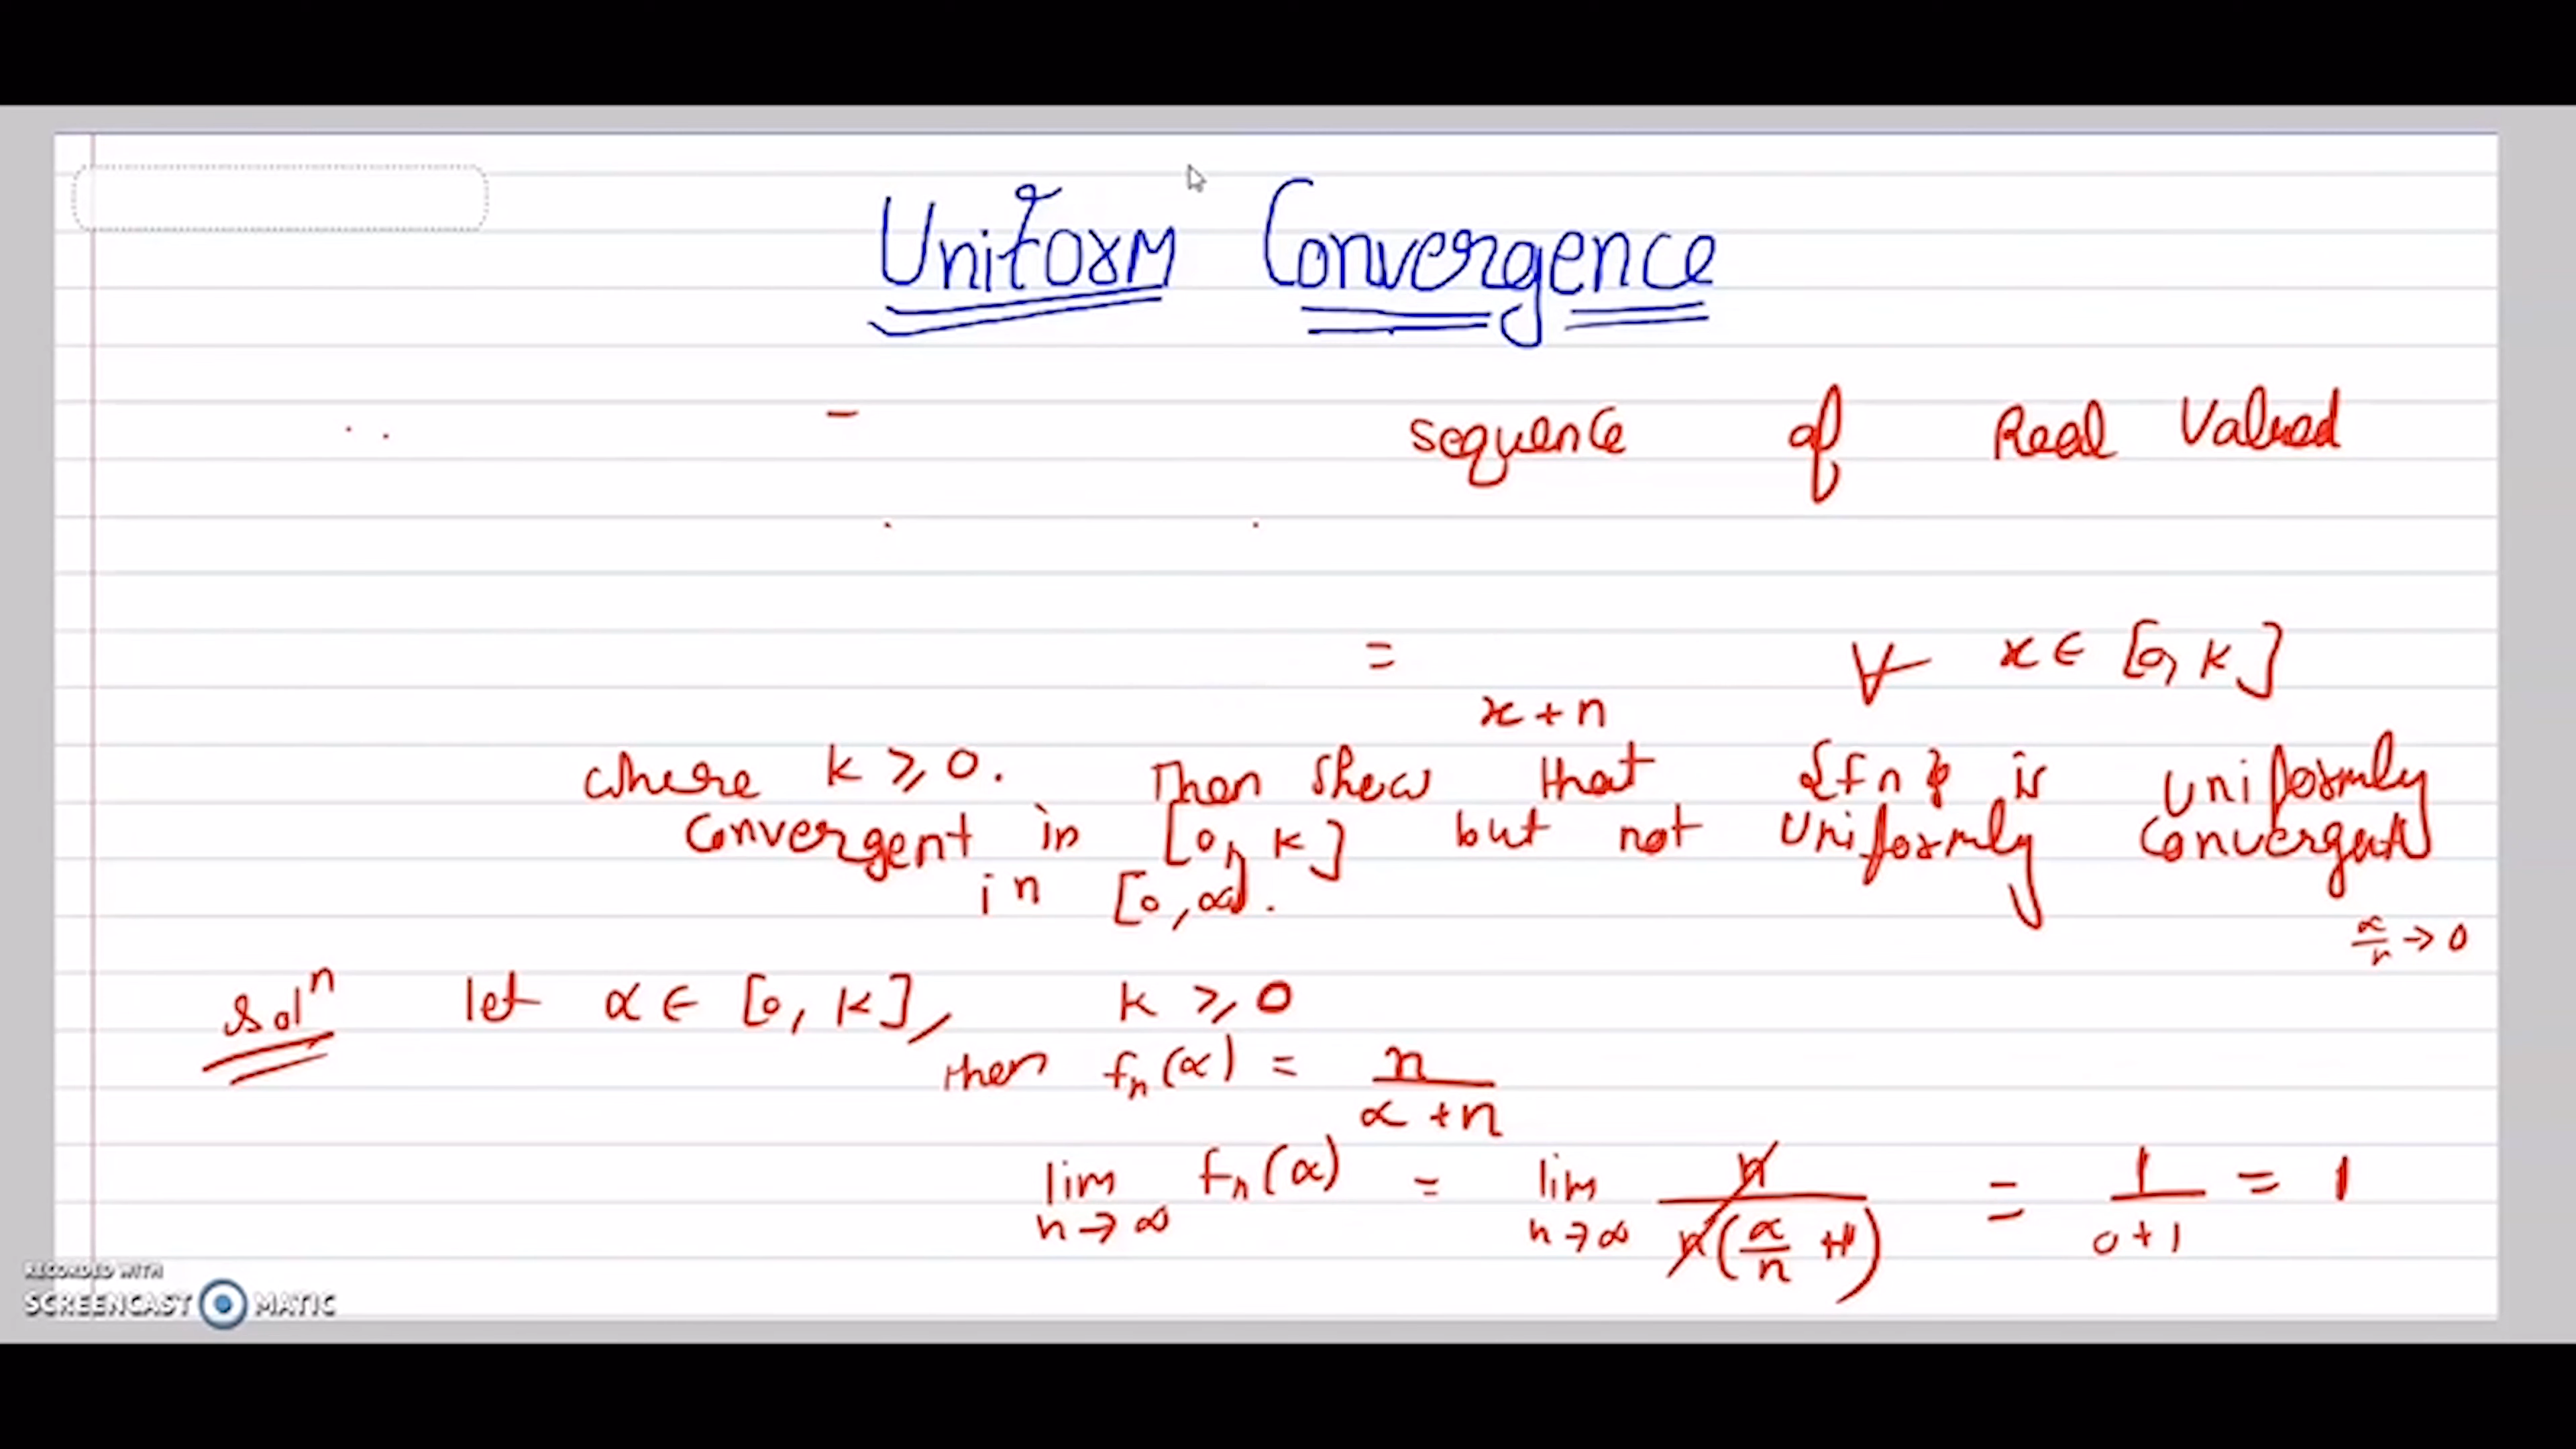 Uniform Convergence
sequence of Real Valued
= ∀ x ∈ [0, k]
x + n
where k ≥ 0. Then show that {fn} is uniformly
Convergent in [0, k] but not uniformly Convergent
in [0, ∞).
α/n → 0
Solⁿ let α ∈ [0, k], k ≥ 0
then fₙ(α) = n/(α + n)
lim n→∞ fₙ(α) = lim n→∞ n/(n(α/n + 1)) = 1/(0+1) = 1
RECORDED WITH
SCREENCAST MATIC